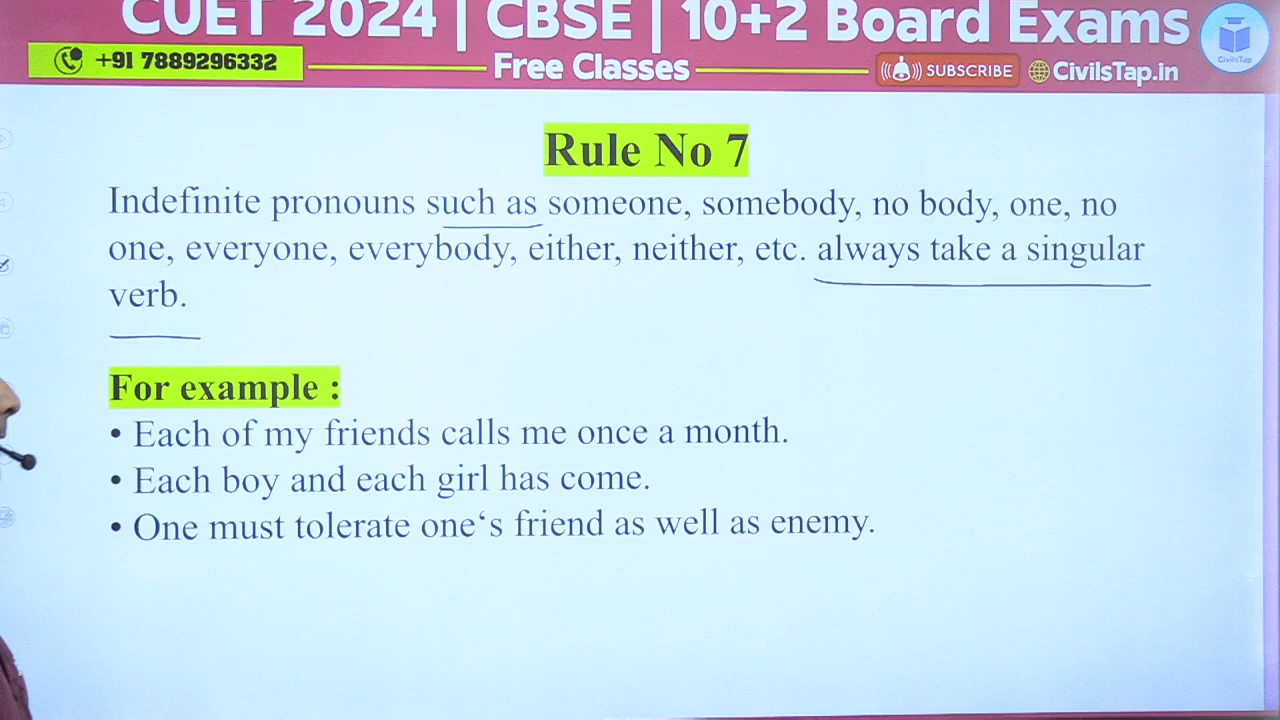 CUET 2024 | CBSE | 10+2 Board Exams
+91 7889296332
Free Classes
SUBSCRIBE
CivilsTap.in
CivilsTap
Rule No 7
Indefinite pronouns such as someone, somebody, no body, one, no
one, everyone, everybody, either, neither, etc. always take a singular
verb.
For example :
• Each of my friends calls me once a month.
• Each boy and each girl has come.
• One must tolerate one‘s friend as well as enemy.